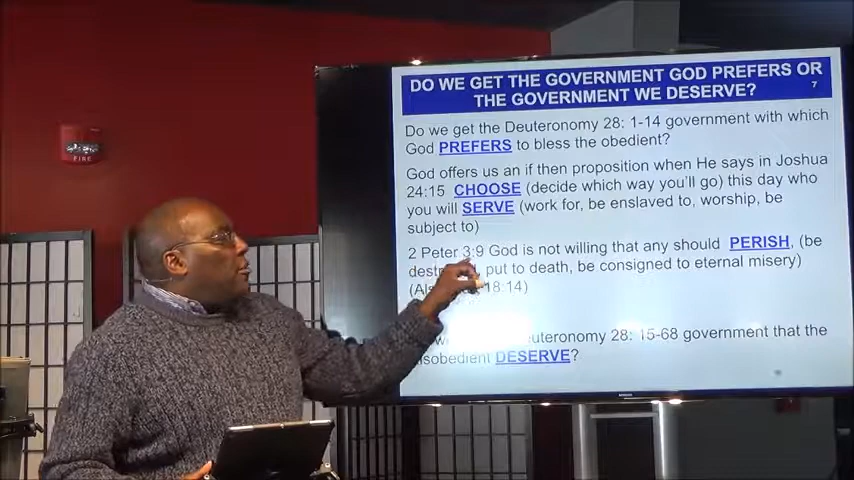 DO WE GET THE GOVERNMENT GOD PREFERS OR
THE GOVERNMENT WE DESERVE?
7
Do we get the Deuteronomy 28: 1-14 government with which
God PREFERS to bless the obedient?
God offers us an if then proposition when He says in Joshua
24:15 CHOOSE (decide which way you'll go) this day who
you will SERVE (work for, be enslaved to, worship, be
subject to)
2 Peter 3:9 God is not willing that any should PERISH, (be
put to death, be consigned to eternal misery)
18:14)
28: 15-68 government that the
DESERVE?
FIRE